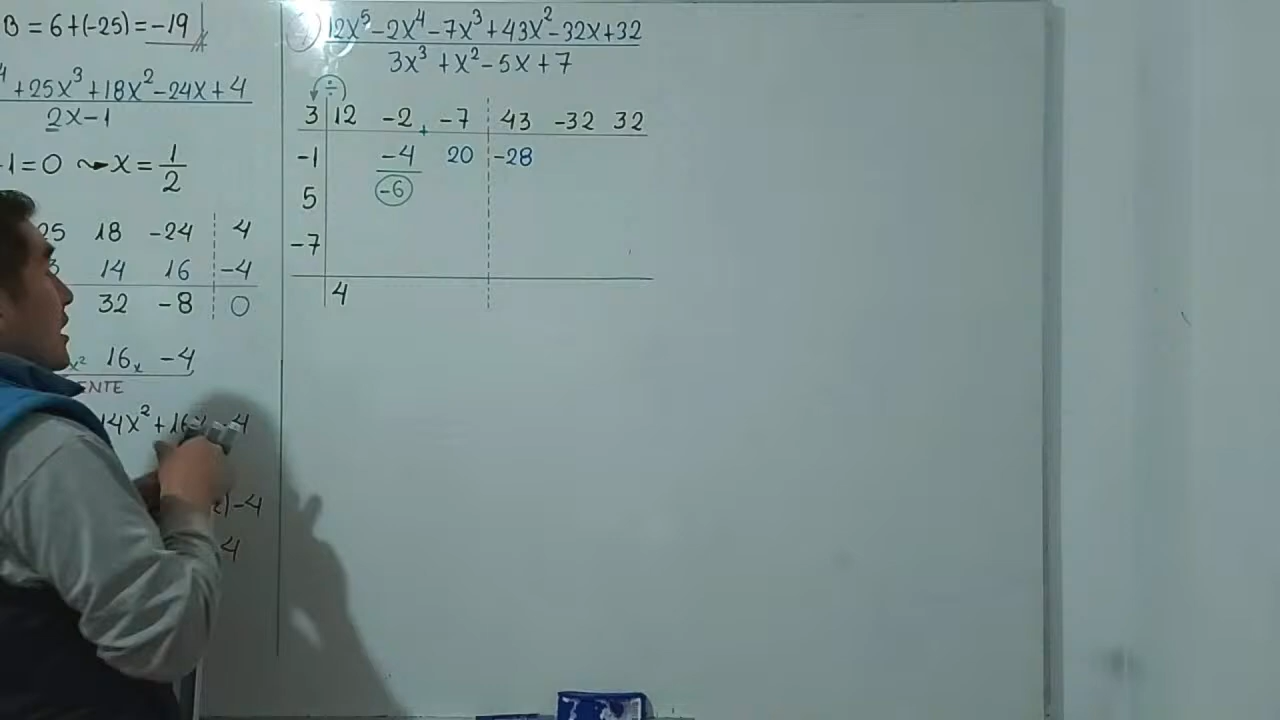 B = 6+(-25) = -19
4 +25x³+18x²-24x+4
2x-1
-1=0 ⇝ x = 1
2
25 18 -24 4
3 14 16 -4
32 -8 0
x² 16x -4
ENTE
14x²+16x-4
)-4
4
12x⁵-2x⁴-7x³+43x²-32x+32
3x³+x²-5x+7
÷
3 12 -2 + -7 43 -32 32
-1 -4 20 -28
5 -6
-7
4